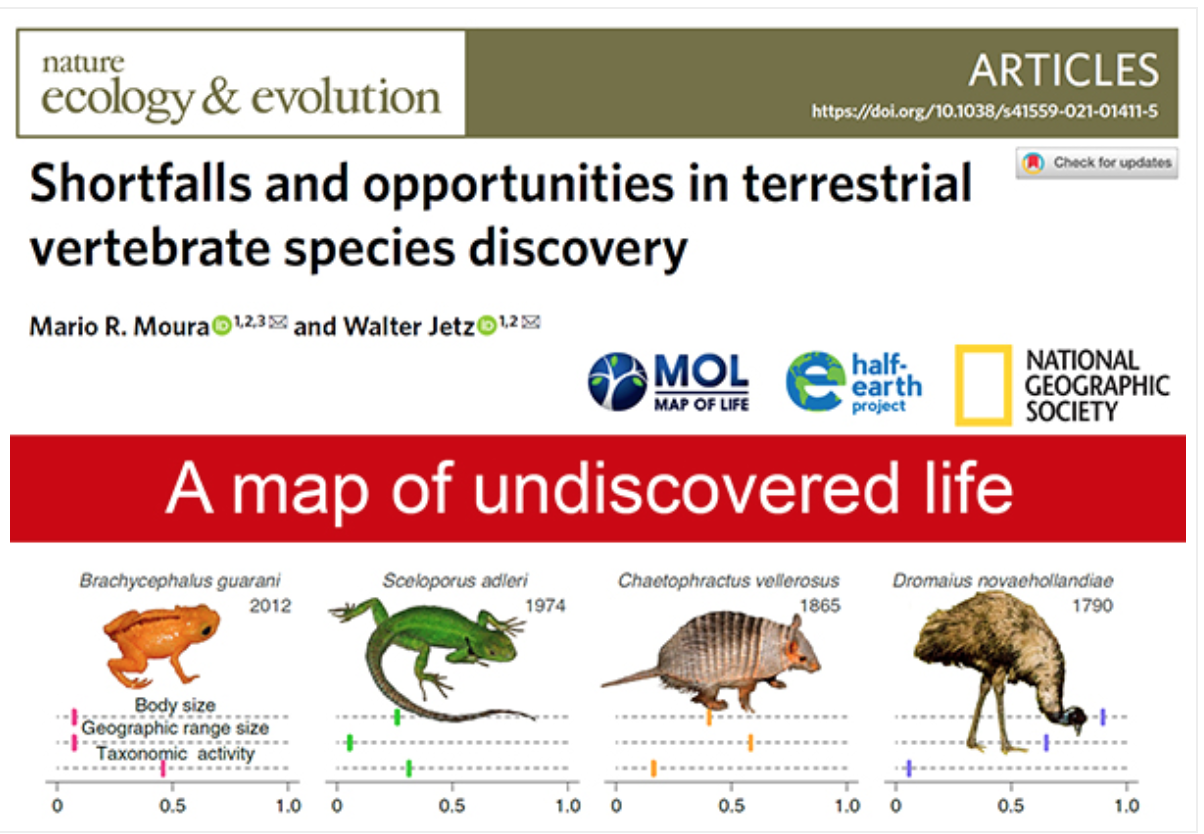 nature
ecology & evolution
ARTICLES
https://doi.org/10.1038/s41559-021-01411-5
Check for updates
Shortfalls and opportunities in terrestrial
vertebrate species discovery
Mario R. Moura iD 1,2,3 ✉ and Walter Jetz iD 1,2 ✉
MOL
MAP OF LIFE
half-
earth
project
NATIONAL
GEOGRAPHIC
SOCIETY
A map of undiscovered life
Brachycephalus guarani
2012
Sceloporus adleri
1974
Chaetophractus vellerosus
1865
Dromaius novaehollandiae
1790
Body size
Geographic range size
Taxonomic activity
0 0.5 1.0
0 0.5 1.0
0 0.5 1.0
0 0.5 1.0